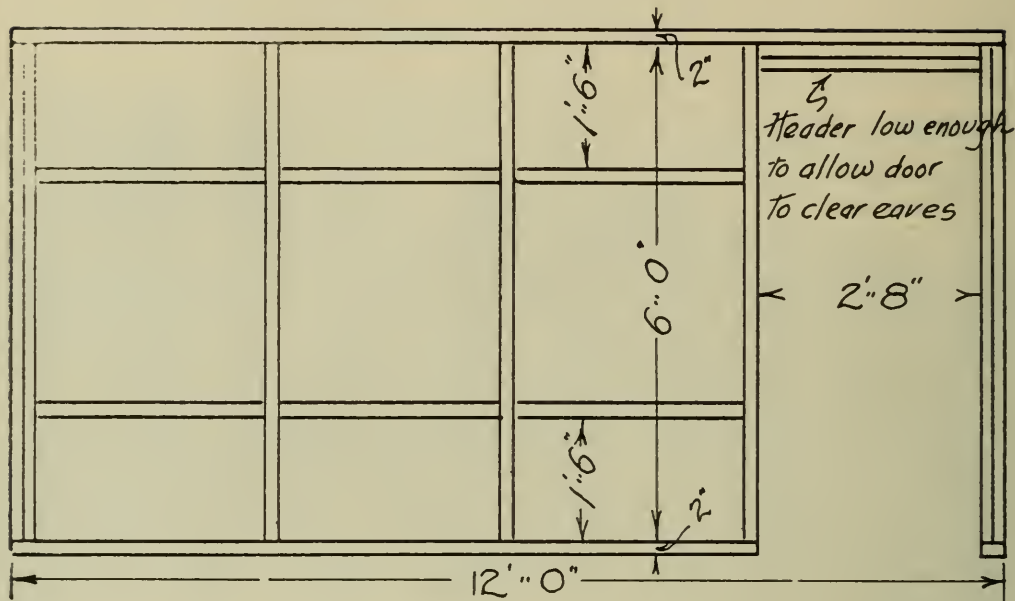 2"
1'"6"
Header low enough
to allow door
to clear eaves
6'"0"
2'"8"
1'"6"
2"
12'"0"